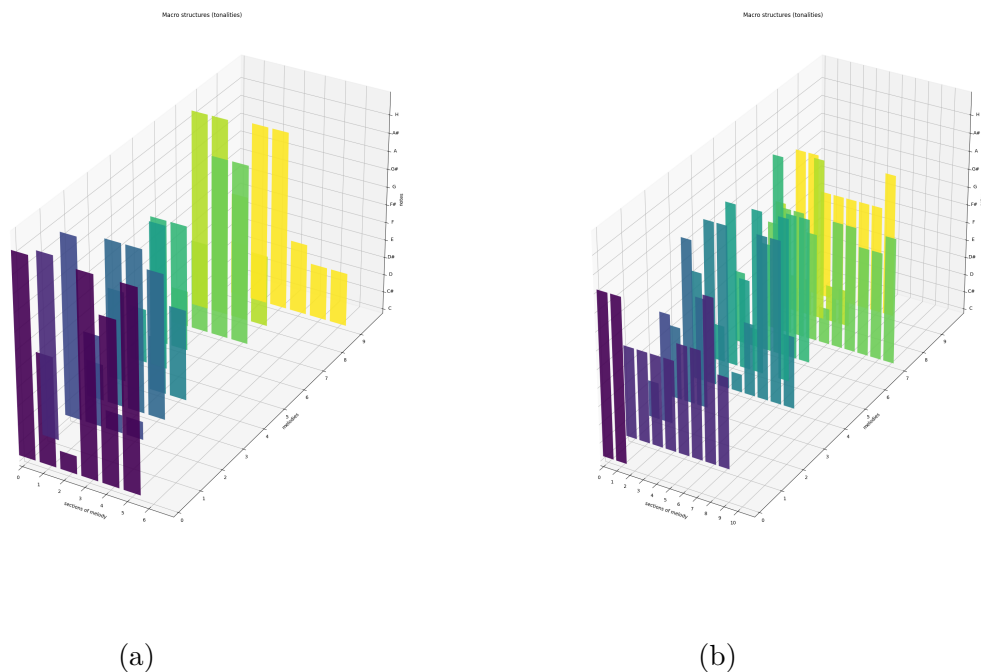 Macro structures (tonalities)
H
A#
A
G#
G
F#
F
E
D#
D
C#
C
notes
0
1
2
3
4
5
6
7
8
9
melodies
0
1
2
3
4
5
6
sections of melody
(a)
Macro structures (tonalities)
H
A#
A
G#
G
F#
F
E
D#
D
C#
C
0
1
2
3
4
5
6
7
8
9
melodies
0
1
2
3
4
5
6
7
8
9
10
sections of melody
(b)